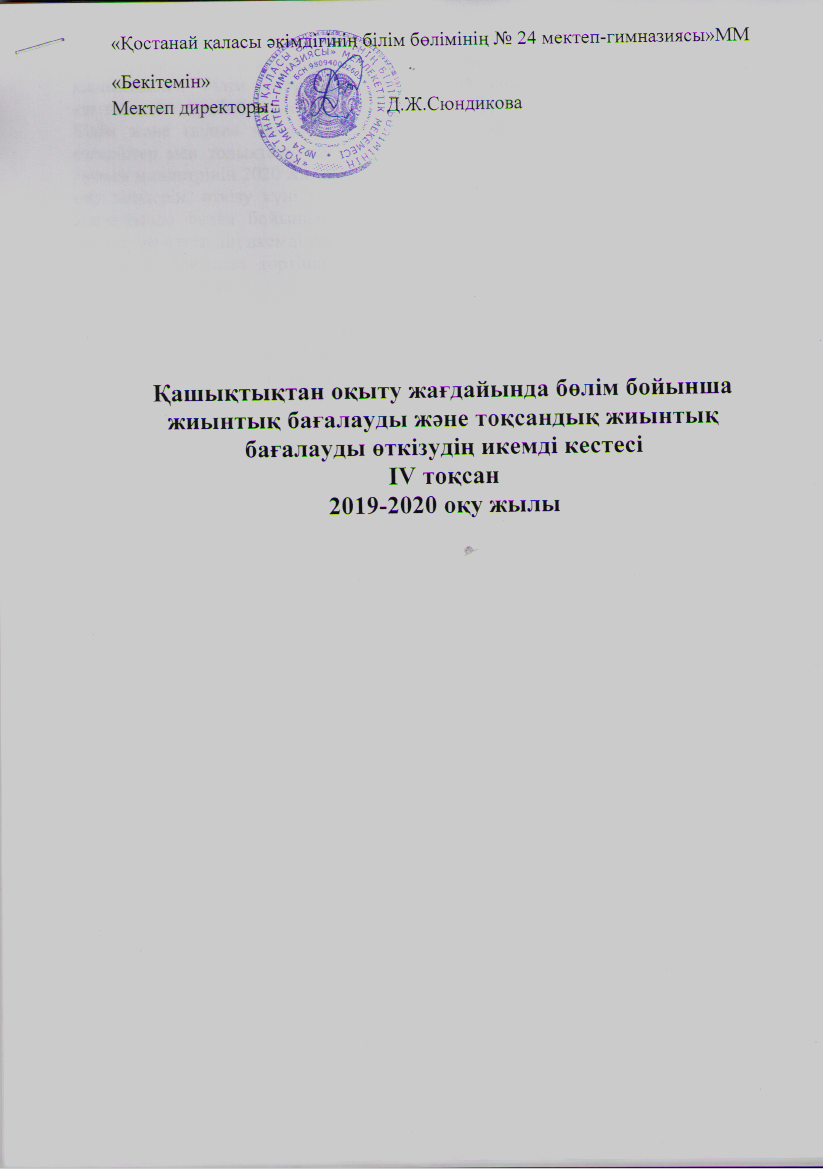 «Қостанай қаласы әкімдігінің білім бөлімінің № 24 мектеп-гимназиясы»ММ
«Бекітемін»
Мектеп директоры: Д.Ж.Сюндикова
Қашықтықтан оқыту жағдайында бөлім бойынша
жиынтық бағалауды және тоқсандық жиынтық
бағалауды өткізудің икемді кестесі
IV тоқсан
2019-2020 оқу жылы